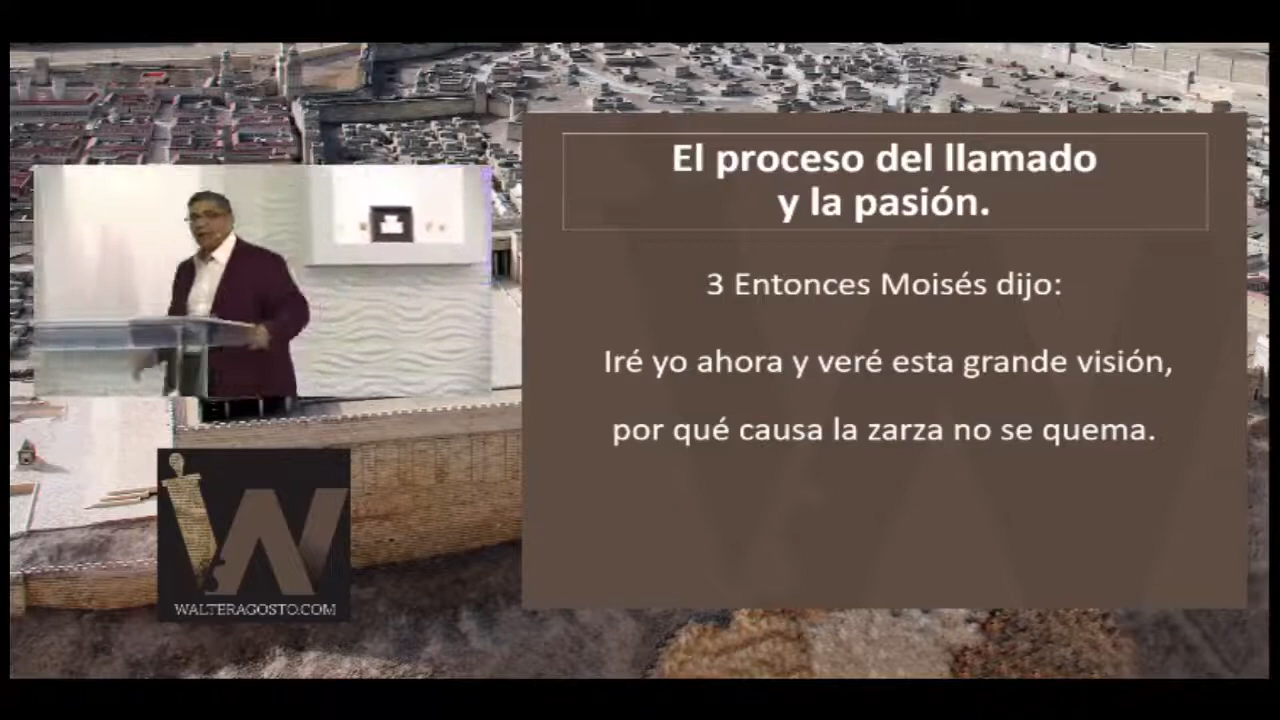 El proceso del llamado
y la pasión.
3 Entonces Moisés dijo:
Iré yo ahora y veré esta grande visión,
por qué causa la zarza no se quema.
WA
WALTERAGOSTO.COM